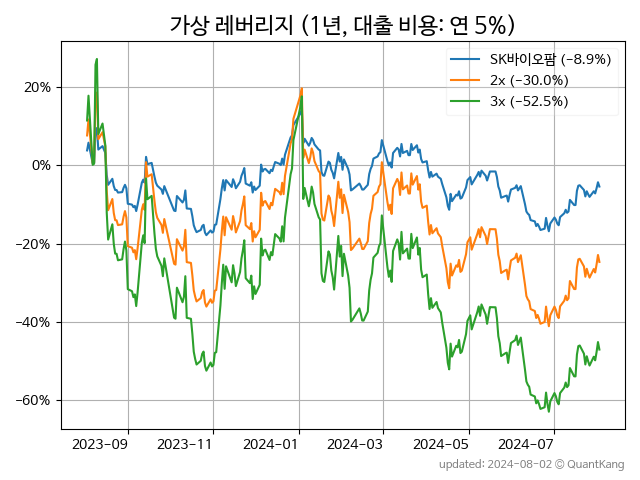 가상 레버리지 (1년, 대출 비용: 연 5%)
SK바이오팜 (−8.9%)
2x (−30.0%)
3x (−52.5%)
20%
0%
−20%
−40%
−60%
2023-09
2023-11
2024-01
2024-03
2024-05
2024-07
updated: 2024-08-02 © QuantKang